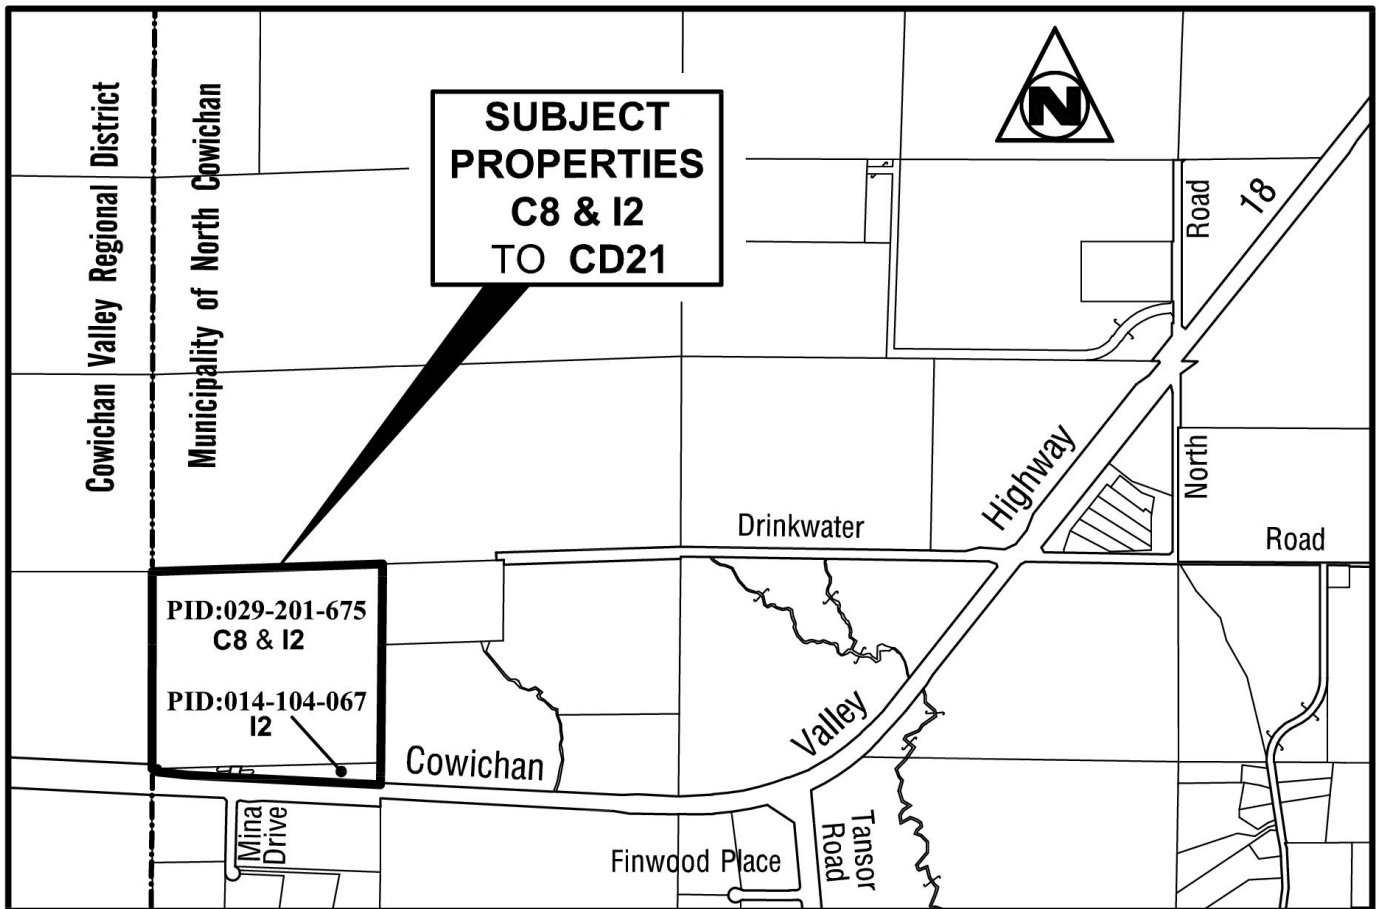 Cowichan Valley Regional District
Municipality of North Cowichan
SUBJECT
PROPERTIES
C8 & I2
TO CD21
N
Road
18
Highway
North
Drinkwater
Road
PID:029-201-675
C8 & I2
PID:014-104-067
I2
Cowichan
Valley
Mina
Drive
Finwood Place
Tansor
Road